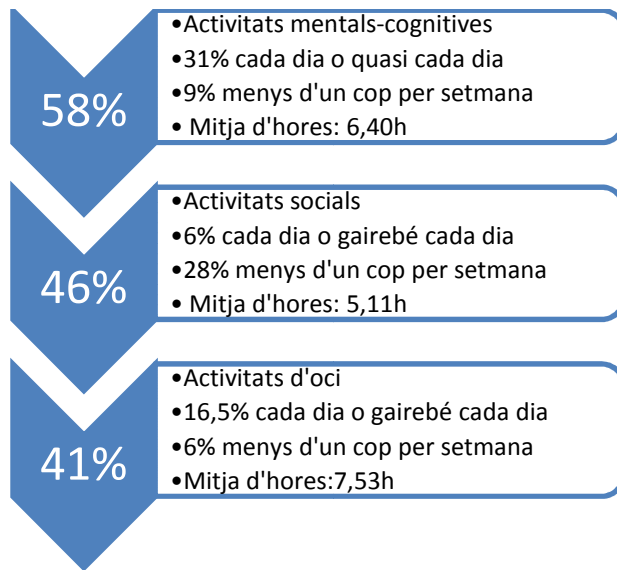 58%
•Activitats mentals-cognitives
•31% cada dia o quasi cada dia
•9% menys d'un cop per setmana
• Mitja d'hores: 6,40h
46%
•Activitats socials
•6% cada dia o gairebé cada dia
•28% menys d'un cop per setmana
• Mitja d'hores: 5,11h
41%
•Activitats d'oci
•16,5% cada dia o gairebé cada dia
•6% menys d'un cop per setmana
•Mitja d'hores:7,53h